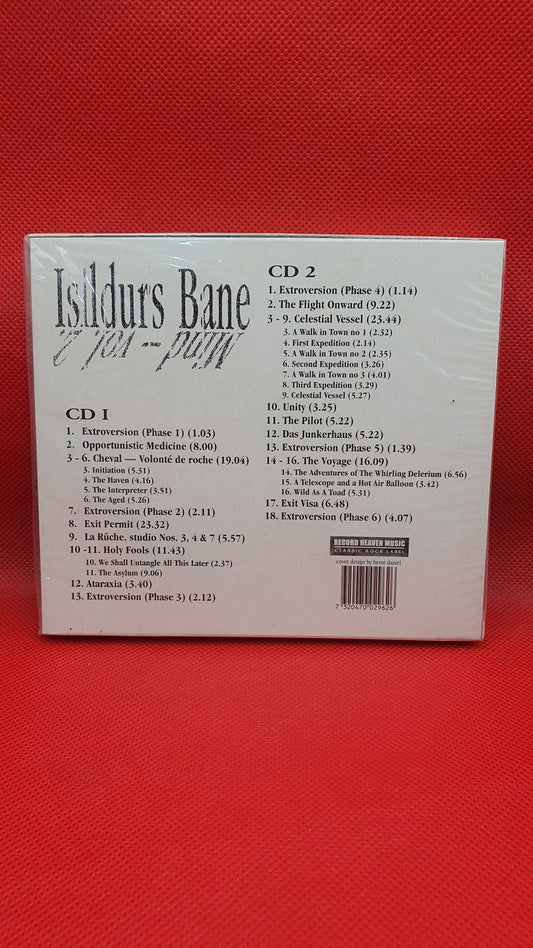 Isildurs Bane
Mind - vol. 2
CD 1
1. Extroversion (Phase 1) (1.03)
2. Opportunistic Medicine (8.00)
3 - 6. Cheval — Volonté de roche (19.04)
3. Initiation (5.31)
4. The Haven (4.16)
5. The Interpreter (3.51)
6. The Aged (5.26)
7. Extroversion (Phase 2) (2.11)
8. Exit Permit (23.32)
9. La Rûche, studio Nos. 3, 4 & 7 (5.57)
10 -11. Holy Fools (11.43)
10. We Shall Untangle All This Later (2.37)
11. The Asylum (9.06)
12. Ataraxia (3.40)
13. Extroversion (Phase 3) (2.12)
CD 2
1. Extroversion (Phase 4) (1.14)
2. The Flight Onward (9.22)
3 - 9. Celestial Vessel (23.44)
3. A Walk in Town no 1 (2.32)
4. First Expedition (2.14)
5. A Walk in Town no 2 (2.35)
6. Second Expedition (3.26)
7. A Walk in Town no 3 (4.01)
8. Third Expedition (3.29)
9. Celestial Vessel (5.27)
10. Unity (3.25)
11. The Pilot (5.22)
12. Das Junkerhaus (5.22)
13. Extroversion (Phase 5) (1.39)
14 - 16. The Voyage (16.09)
14. The Adventures of The Whirling Delerium (6.56)
15. A Telescope and a Hot Air Balloon (3.42)
16. Wild As A Toad (5.31)
17. Exit Visa (6.48)
18. Extroversion (Phase 6) (4.07)
RECORD HEAVEN MUSIC
CLASSIC ROCK LABEL
cover design by bernt daniel
7 320470 029626